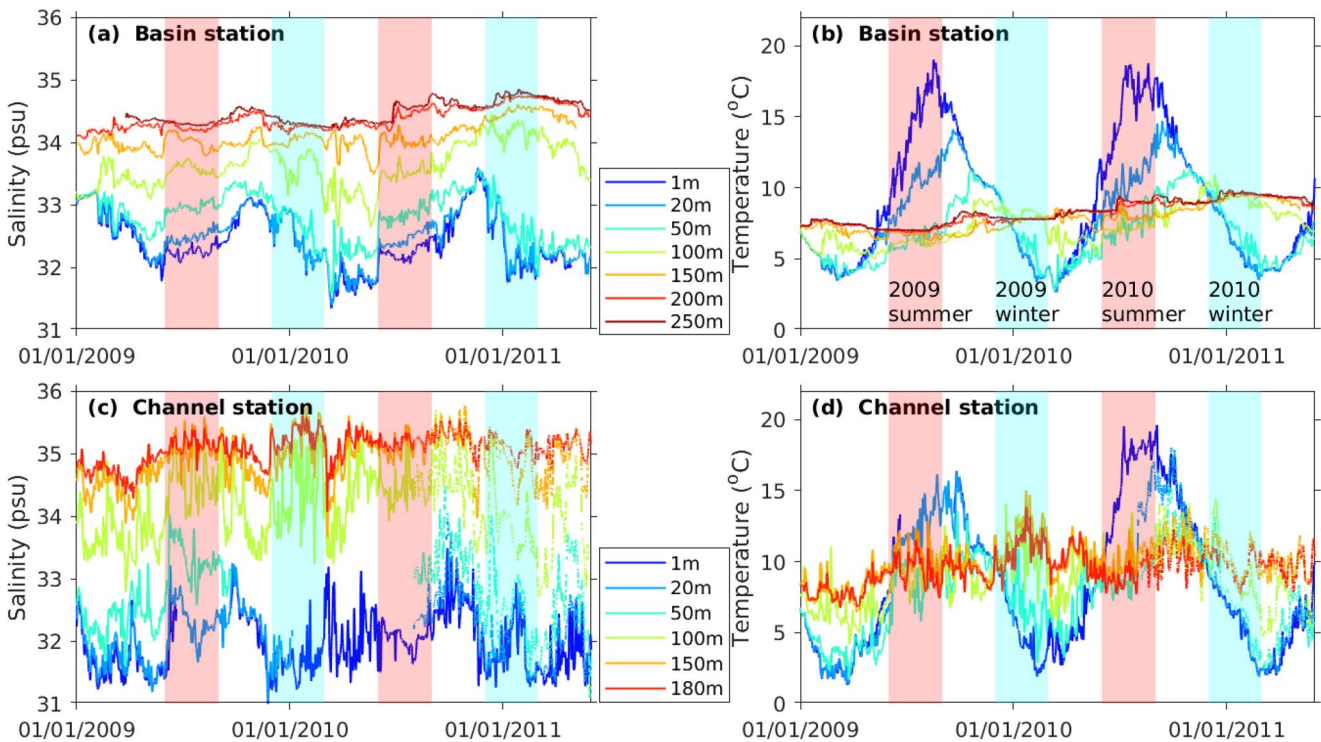 (a) Basin station
36
35
34
33
32
31
Salinity (psu)
01/01/2009
01/01/2010
01/01/2011
1m
20m
50m
100m
150m
200m
250m
(b) Basin station
20
15
10
5
0
Temperature (°C)
2009
summer
2009
winter
2010
summer
2010
winter
01/01/2009
01/01/2010
01/01/2011
(c) Channel station
36
35
34
33
32
31
Salinity (psu)
01/01/2009
01/01/2010
01/01/2011
1m
20m
50m
100m
150m
180m
(d) Channel station
20
15
10
5
0
Temperature (°C)
01/01/2009
01/01/2010
01/01/2011